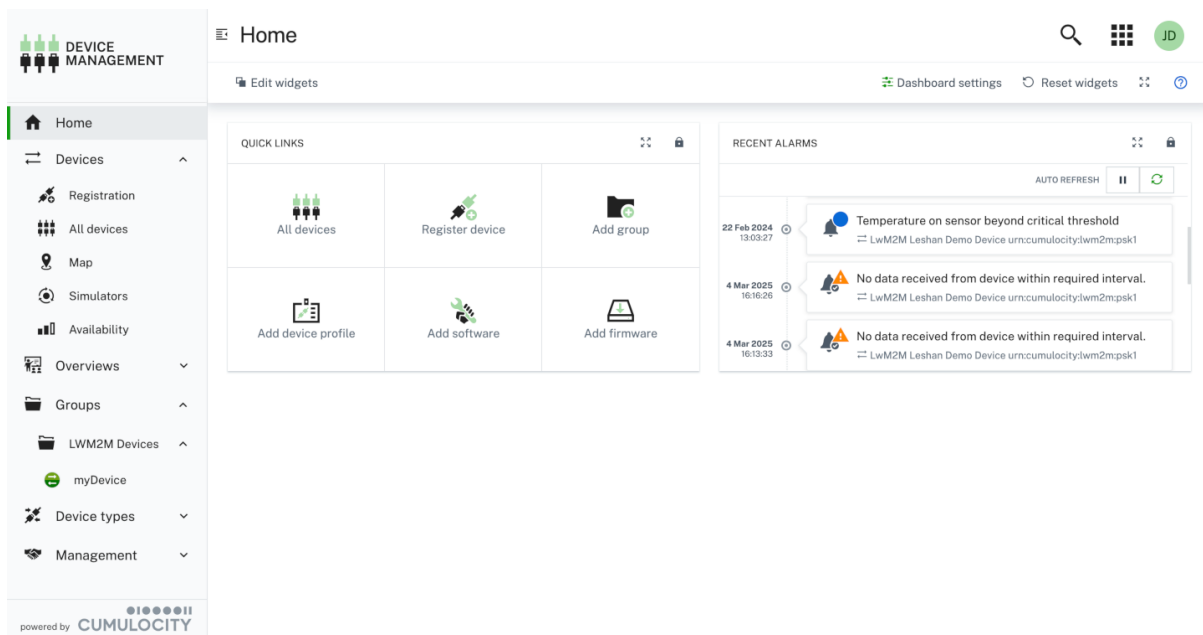 DEVICE
MANAGEMENT
Home
JD
Edit widgets
Dashboard settings
Reset widgets
Home
Devices
Registration
All devices
Map
Simulators
Availability
Overviews
Groups
LWM2M Devices
myDevice
Device types
Management
powered by CUMULOCITY
QUICK LINKS
All devices
Register device
Add group
Add device profile
Add software
Add firmware
RECENT ALARMS
AUTO REFRESH
22 Feb 2024
13:03:27
Temperature on sensor beyond critical threshold
LwM2M Leshan Demo Device urn:cumulocity:lwm2m:psk1
4 Mar 2025
16:16:26
No data received from device within required interval.
LwM2M Leshan Demo Device urn:cumulocity:lwm2m:psk1
4 Mar 2025
16:13:33
No data received from device within required interval.
LwM2M Leshan Demo Device urn:cumulocity:lwm2m:psk1